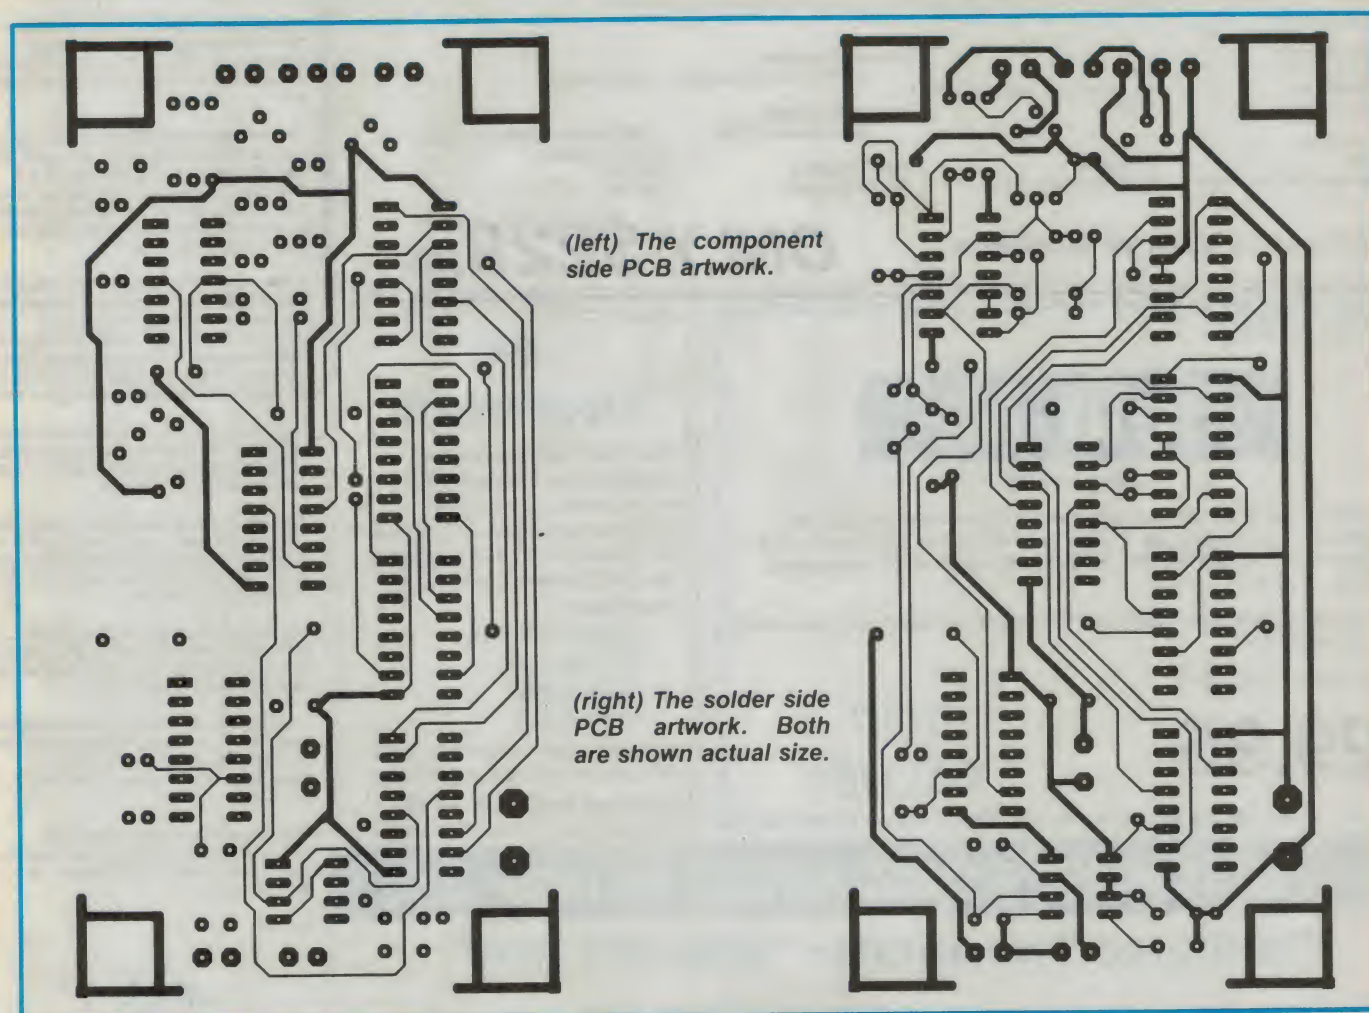 (left) The component
side PCB artwork.
(right) The solder side
PCB artwork. Both
are shown actual size.